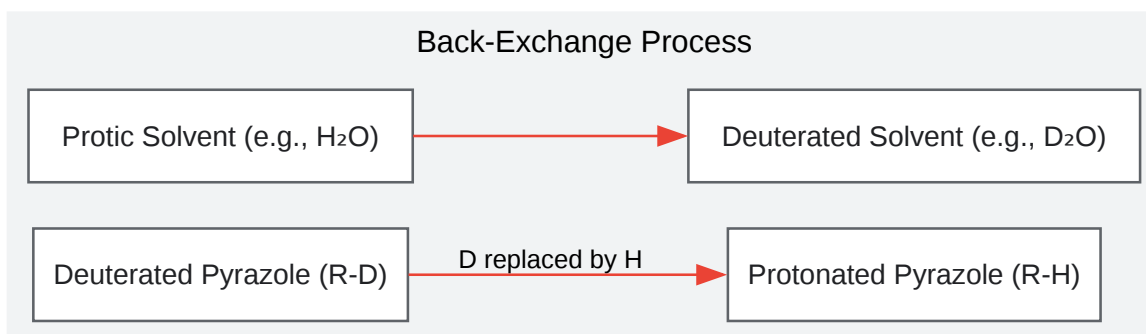 Back-Exchange Process
Protic Solvent (e.g., H₂O)
Deuterated Solvent (e.g., D₂O)
Deuterated Pyrazole (R-D)
D replaced by H
Protonated Pyrazole (R-H)